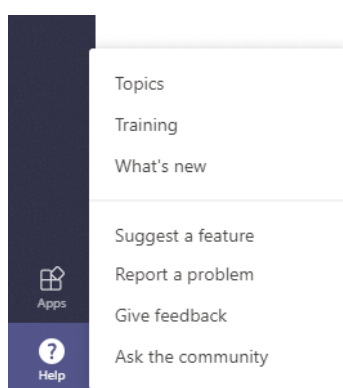 Topics
Training
What's new
Suggest a feature
Report a problem
Give feedback
Ask the community
Apps
?
Help